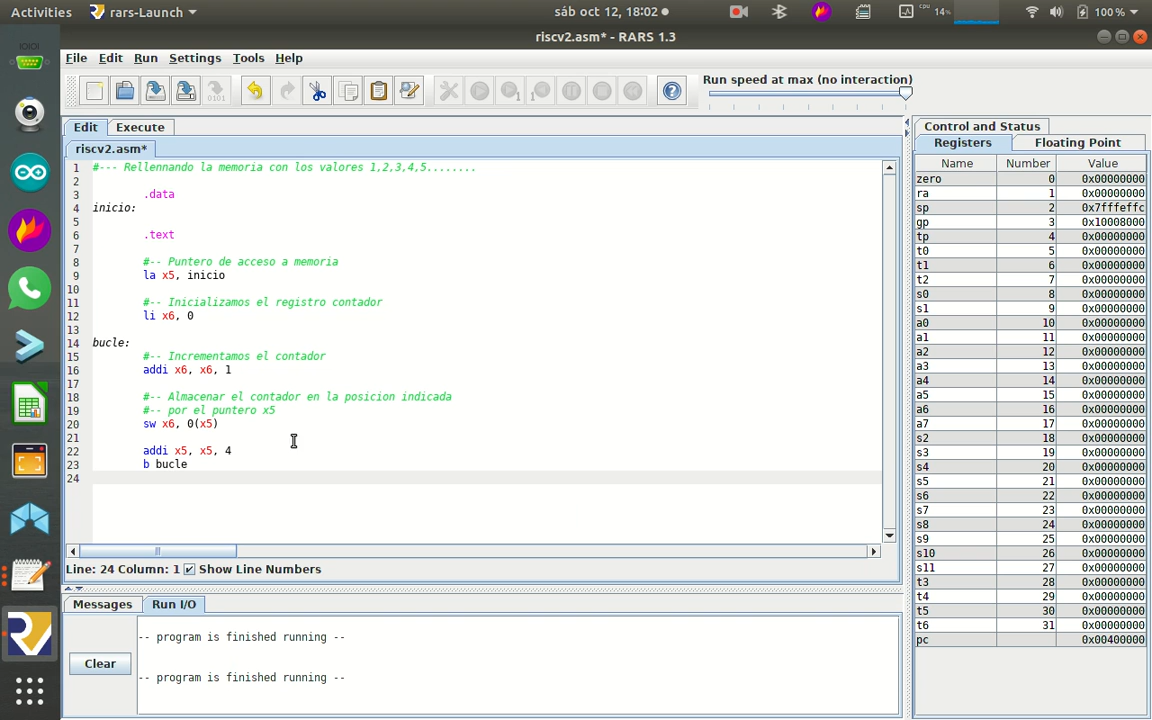 Activities rars-Launch sáb oct 12, 18:02 cpu 14% 100%
riscv2.asm* - RARS 1.3
File Edit Run Settings Tools Help
Run speed at max (no interaction)
Edit Execute
riscv2.asm*
1 #--- Rellennando la memoria con los valores 1,2,3,4,5........
2
3 .data
4 inicio:
5
6 .text
7
8 #-- Puntero de acceso a memoria
9 la x5, inicio
10
11 #-- Inicializamos el registro contador
12 li x6, 0
13
14 bucle:
15 #-- Incrementamos el contador
16 addi x6, x6, 1
17
18 #-- Almacenar el contador en la posicion indicada
19 #-- por el puntero x5
20 sw x6, 0(x5)
21
22 addi x5, x5, 4
23 b bucle
24
Line: 24 Column: 1 Show Line Numbers
Messages Run I/O
-- program is finished running --
Clear
-- program is finished running --
Control and Status
Registers Floating Point
Name Number Value
zero 0 0x00000000
ra 1 0x00000000
sp 2 0x7fffeffc
gp 3 0x10008000
tp 4 0x00000000
t0 5 0x00000000
t1 6 0x00000000
t2 7 0x00000000
s0 8 0x00000000
s1 9 0x00000000
a0 10 0x00000000
a1 11 0x00000000
a2 12 0x00000000
a3 13 0x00000000
a4 14 0x00000000
a5 15 0x00000000
a6 16 0x00000000
a7 17 0x00000000
s2 18 0x00000000
s3 19 0x00000000
s4 20 0x00000000
s5 21 0x00000000
s6 22 0x00000000
s7 23 0x00000000
s8 24 0x00000000
s9 25 0x00000000
s10 26 0x00000000
s11 27 0x00000000
t3 28 0x00000000
t4 29 0x00000000
t5 30 0x00000000
t6 31 0x00000000
pc 0x00400000